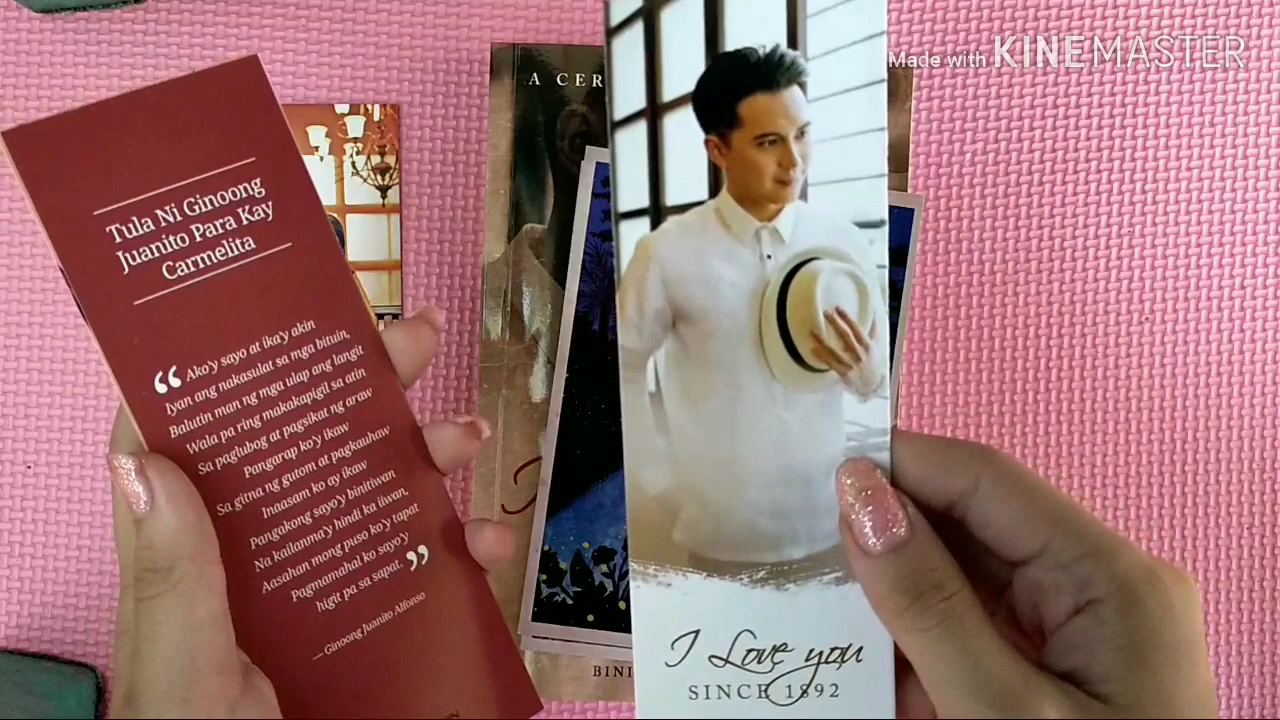 Made with KINEMASTER
Tula Ni Ginoong
Juanito Para Kay
Carmelita
“ Ako'y sayo at ika'y akin
Iyan ang nakasulat sa mga bituin,
Balutin man ng mga ulap ang langit
Wala pa ring makakapigil sa atin
Sa paglubog at pagsikat ng araw
Pangarap ko'y ikaw
Sa gitna ng gutom at pagkauhaw
Inaasam ko ay ikaw
Pangakong sayo'y binitiwan
Na kailanma'y hindi ka iiwan,
Aasahan mong puso ko'y tapat
Pagmamahal ko sayo'y
higit pa sa sapat. ”
— Ginoong Juanito Alfonso
A CER
BINI
I Love you
SINCE 1892